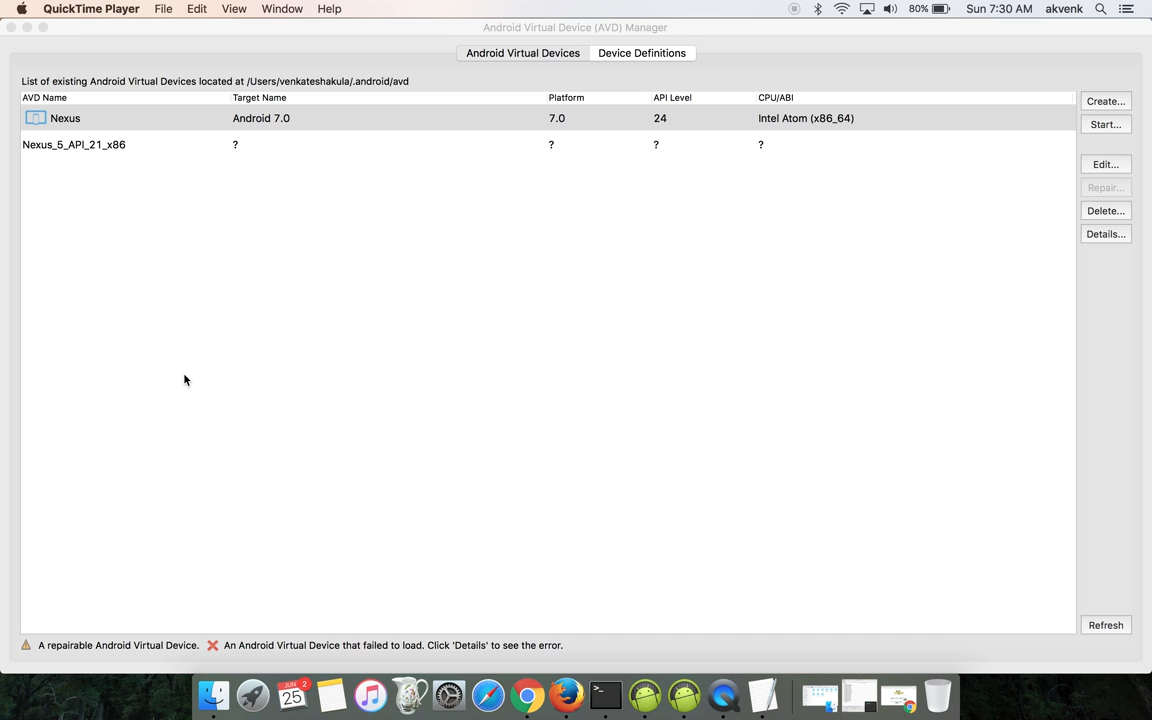 QuickTime Player File Edit View Window Help 80% Sun 7:30 AM akvenk
Android Virtual Device (AVD) Manager
Android Virtual Devices Device Definitions
List of existing Android Virtual Devices located at /Users/venkateshakula/.android/avd
AVD Name Target Name Platform API Level CPU/ABI
Nexus Android 7.0 7.0 24 Intel Atom (x86_64)
Nexus_5_API_21_x86 ? ? ? ?
Create...
Start...
Edit...
Repair...
Delete...
Details...
Refresh
A repairable Android Virtual Device. An Android Virtual Device that failed to load. Click 'Details' to see the error.
JUN 2
25